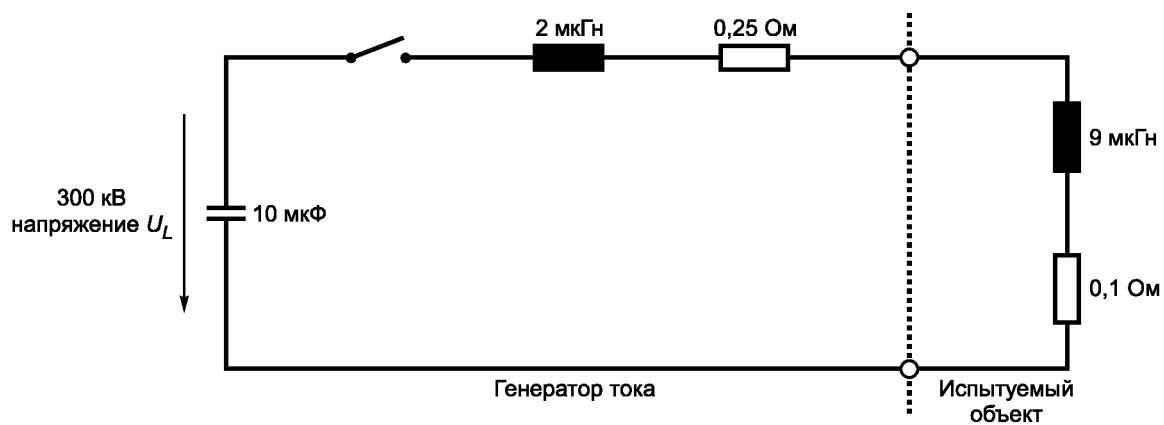 2 мкГн
0,25 Ом
9 мкГн
300 кВ
напряжение U_L
10 мкФ
0,1 Ом
Генератор тока
Испытуемый
объект